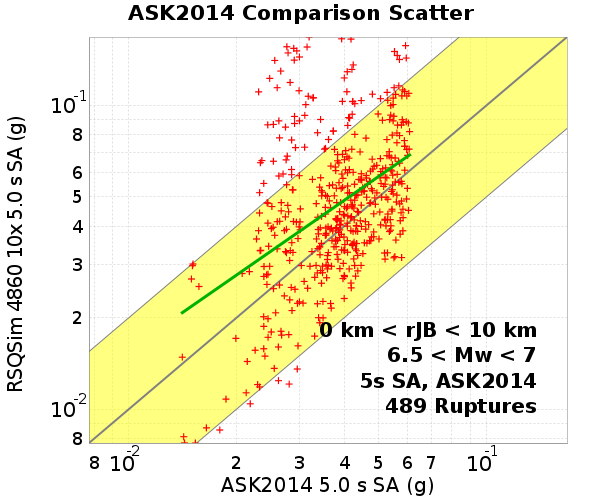 ASK2014 Comparison Scatter
RSQSim 4860 10x 5.0 s SA (g)
10-1
8
6
5
4
3
2
10-2
8
0 km < rJB < 10 km
6.5 < Mw < 7
5s SA, ASK2014
489 Ruptures
8 10-2 2 3 4 5 6 7 10-1
ASK2014 5.0 s SA (g)